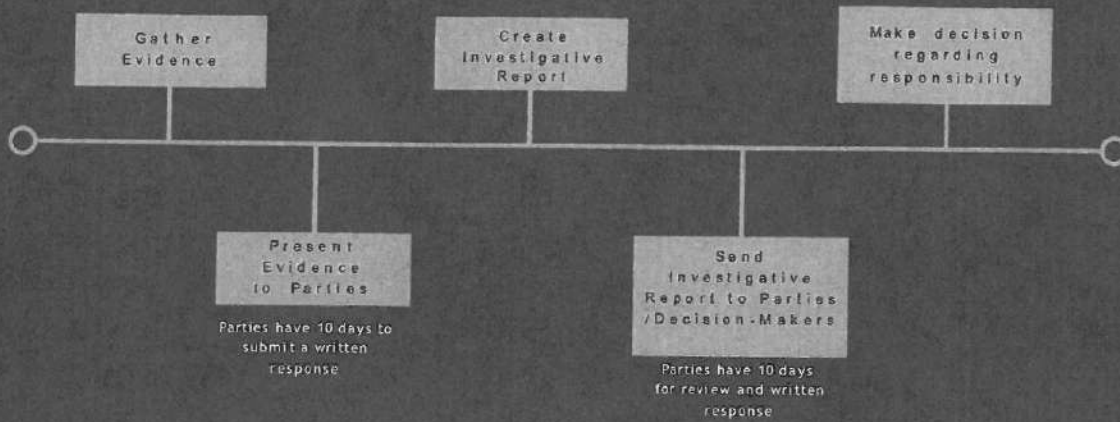 Gather
Evidence
Present
Evidence
to Parties
Parties have 10 days to
submit a written
response
Create
Investigative
Report
Send
Investigative
Report to Parties
/Decision-Makers
Parties have 10 days
for review and written
response
Make decision
regarding
responsibility